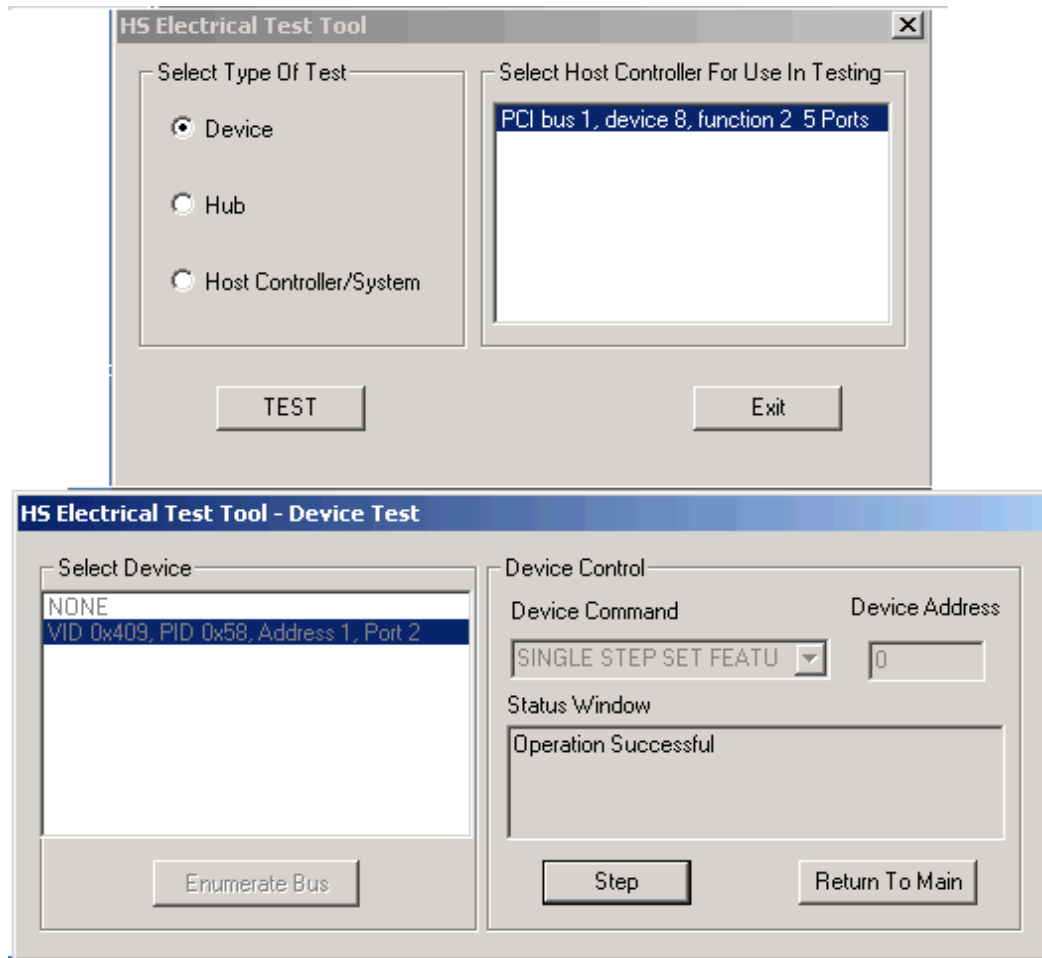 HS Electrical Test Tool
Select Type Of Test
Device
Hub
Host Controller/System
Select Host Controller For Use In Testing
PCI bus 1, device 8, function 2 5 Ports
TEST
Exit
HS Electrical Test Tool - Device Test
Select Device
NONE
VID 0x409, PID 0x58, Address 1, Port 2
Enumerate Bus
Device Control
Device Command
Device Address
SINGLE STEP SET FEATU
0
Status Window
Operation Successful
Step
Return To Main